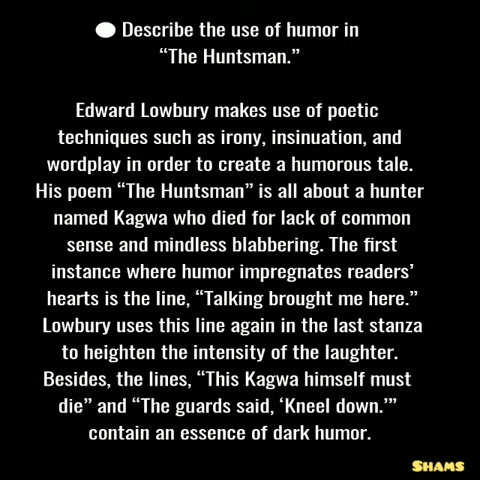 ● Describe the use of humor in
“The Huntsman.”
Edward Lowbury makes use of poetic
techniques such as irony, insinuation, and
wordplay in order to create a humorous tale.
His poem “The Huntsman” is all about a hunter
named Kagwa who died for lack of common
sense and mindless blabbering. The first
instance where humor impregnates readers’
hearts is the line, “Talking brought me here.”
Lowbury uses this line again in the last stanza
to heighten the intensity of the laughter.
Besides, the lines, “This Kagwa himself must
die” and “The guards said, ‘Kneel down.’”
contain an essence of dark humor.
Shams